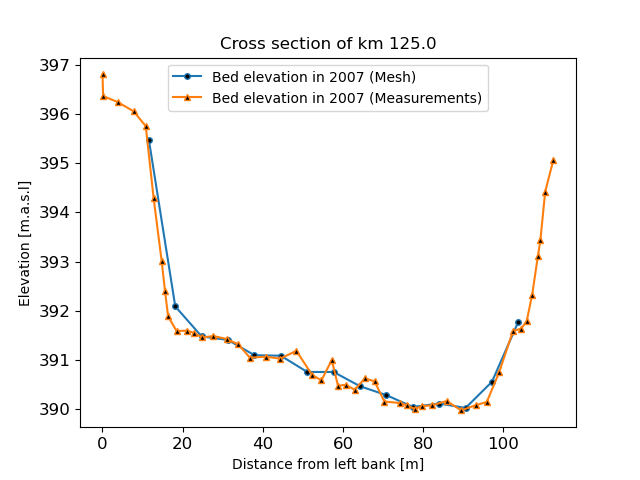 Cross section of km 125.0
Bed elevation in 2007 (Mesh)
Bed elevation in 2007 (Measurements)
Elevation [m.a.s.l]
397
396
395
394
393
392
391
390
0 20 40 60 80 100
Distance from left bank [m]